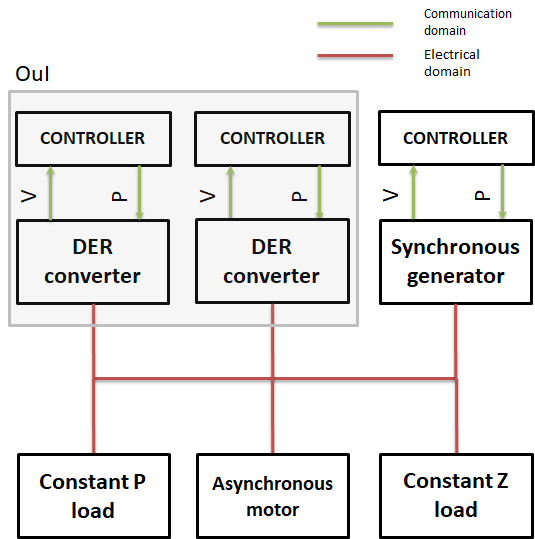 Communication
domain
Electrical
domain
OuI
CONTROLLER
CONTROLLER
CONTROLLER
V
P
V
P
V
P
DER
converter
DER
converter
Synchronous
generator
Constant P
load
Asynchronous
motor
Constant Z
load